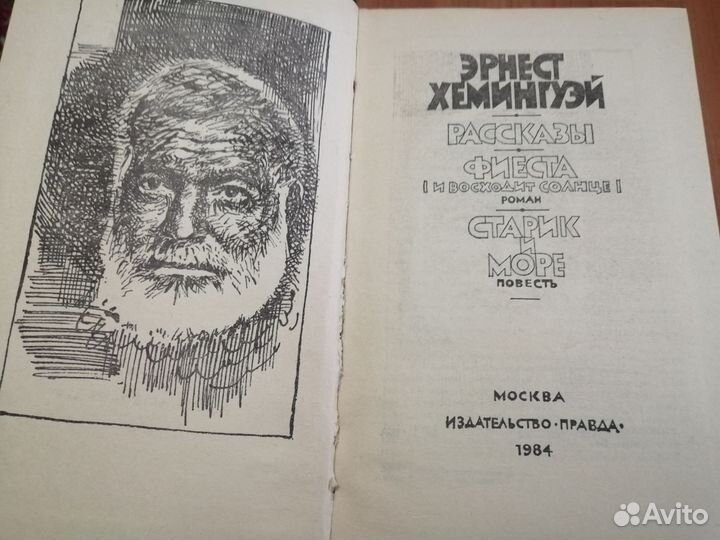 ЭРНЕСТ
ХЕМИНГУЭЙ
РАССКАЗЫ
ФИЕСТА
(И ВОСХОДИТ СОЛНЦЕ)
РОМАН
СТАРИК
И
МОРЕ
ПОВЕСТЬ
МОСКВА
ИЗДАТЕЛЬСТВО «ПРАВДА»
1984
Avito